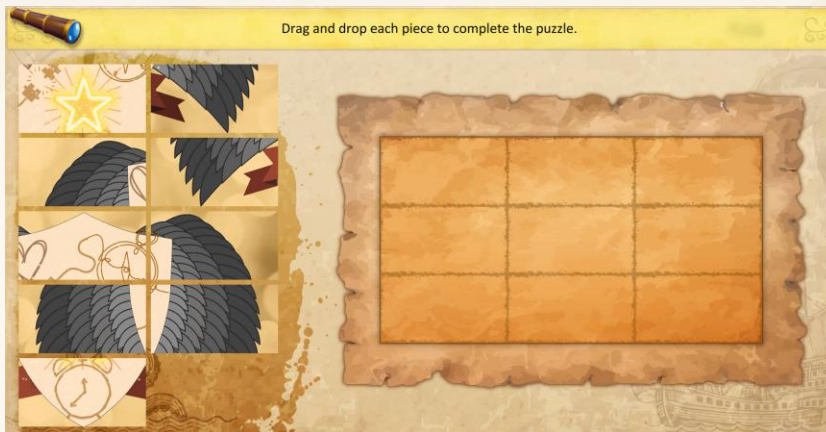 Drag and drop each piece to complete the puzzle.